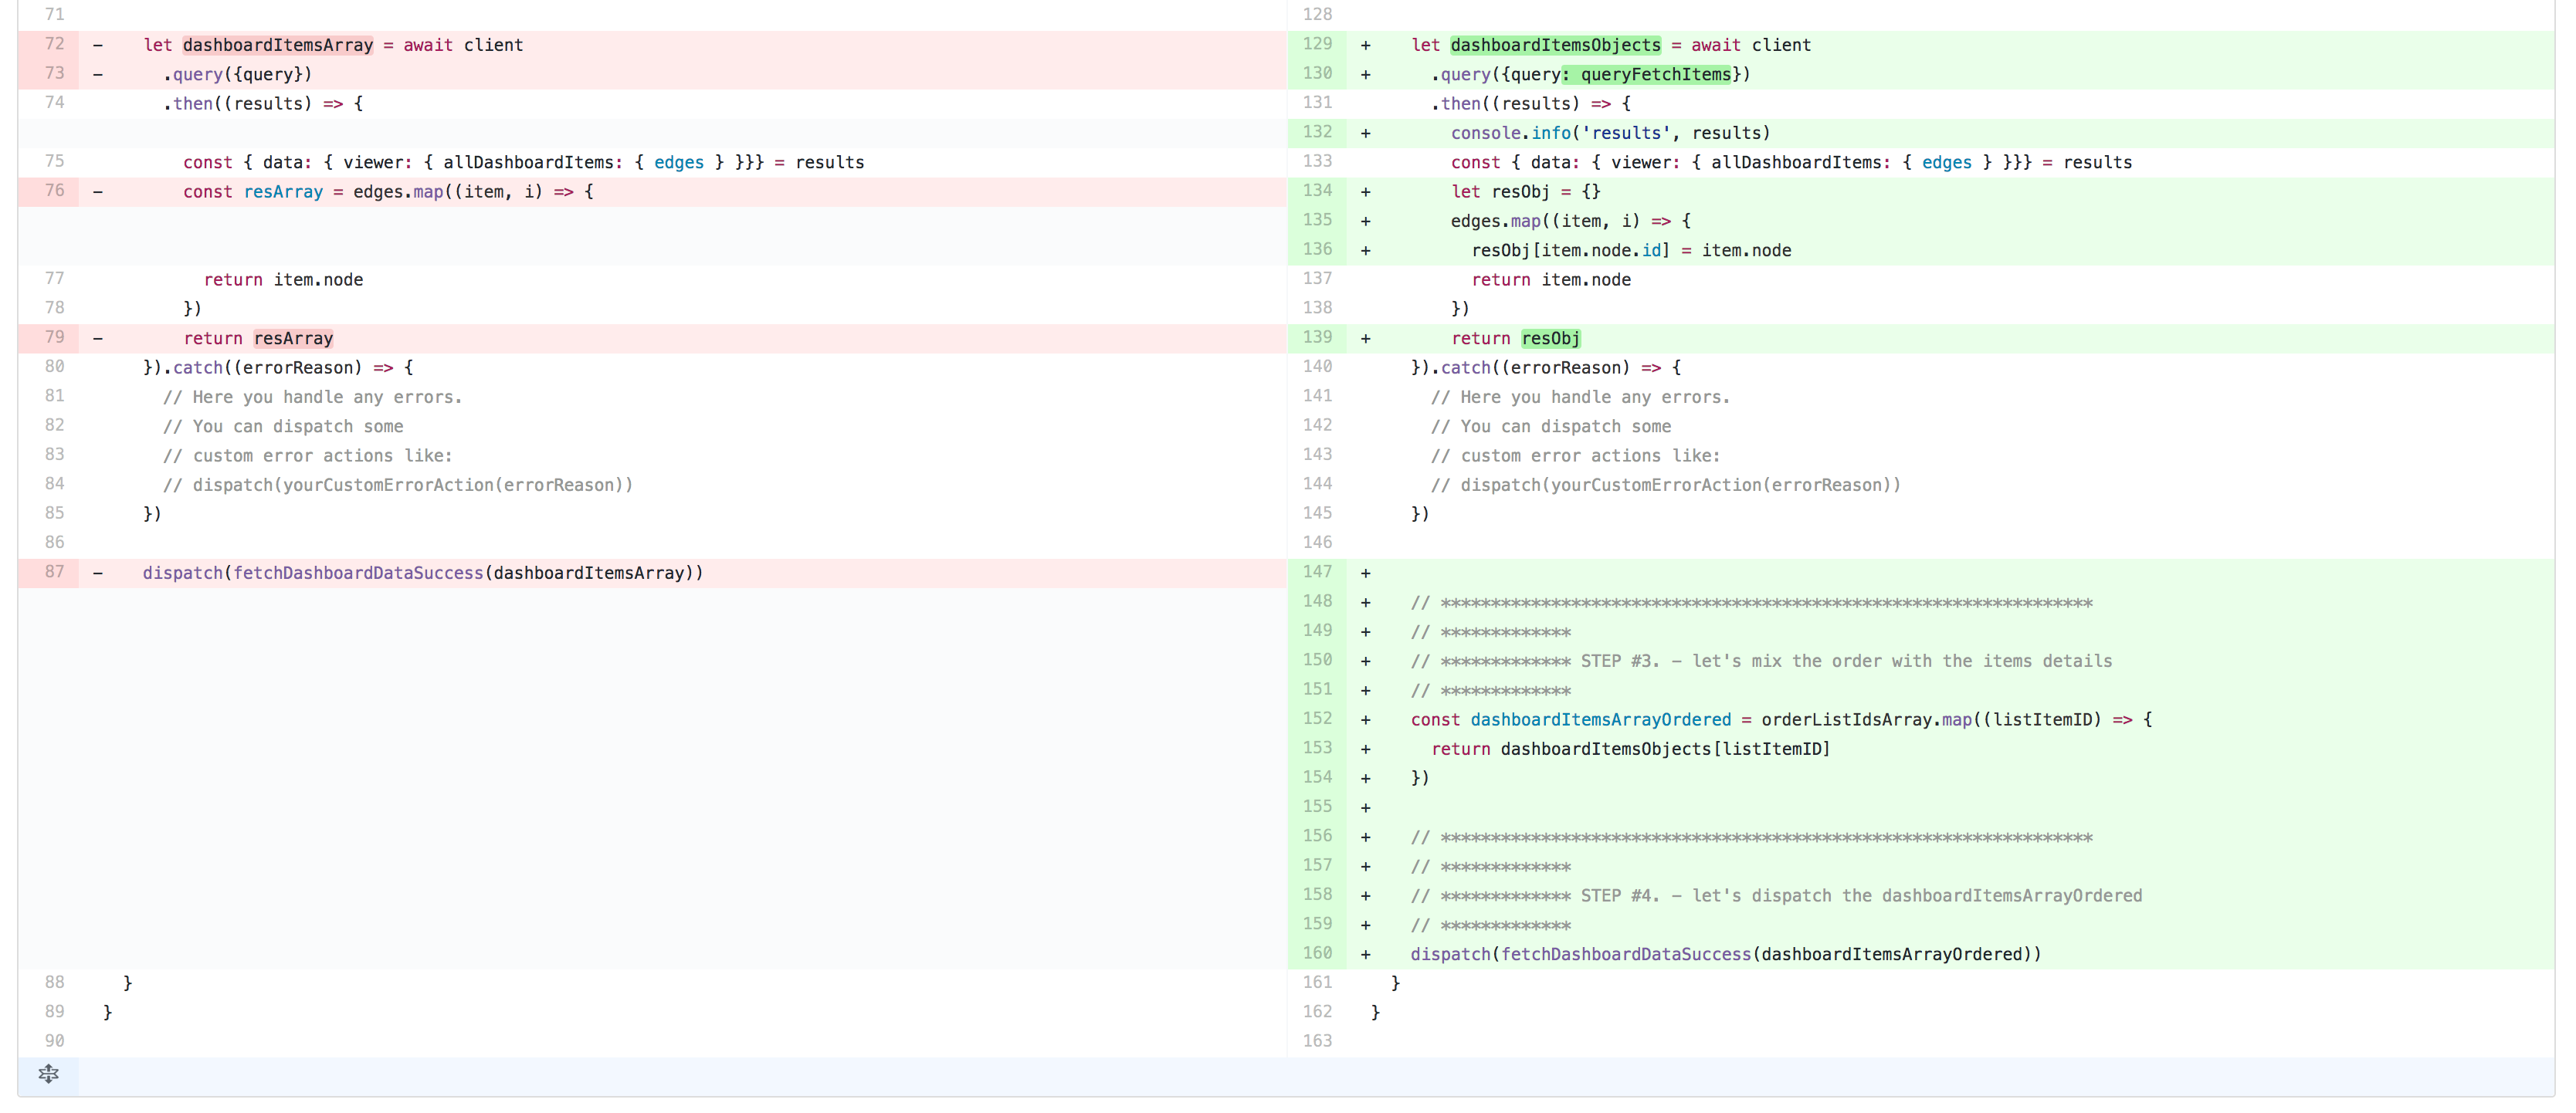 71
72 - let dashboardItemsArray = await client
73 - .query({query})
74 .then((results) => {
75 const { data: { viewer: { allDashboardItems: { edges } }}} = results
76 - const resArray = edges.map((item, i) => {
77 return item.node
78 })
79 - return resArray
80 }).catch((errorReason) => {
81 // Here you handle any errors.
82 // You can dispatch some
83 // custom error actions like:
84 // dispatch(yourCustomErrorAction(errorReason))
85 })
86
87 - dispatch(fetchDashboardDataSuccess(dashboardItemsArray))
88 }
89 }
90
128
129 + let dashboardItemsObjects = await client
130 + .query({query: queryFetchItems})
131 .then((results) => {
132 + console.info('results', results)
133 const { data: { viewer: { allDashboardItems: { edges } }}} = results
134 + let resObj = {}
135 + edges.map((item, i) => {
136 + resObj[item.node.id] = item.node
137 return item.node
138 })
139 + return resObj
140 }).catch((errorReason) => {
141 // Here you handle any errors.
142 // You can dispatch some
143 // custom error actions like:
144 // dispatch(yourCustomErrorAction(errorReason))
145 })
146
147 +
148 + // *****************************************************************
149 + // *************
150 + // ************* STEP #3. - let's mix the order with the items details
151 + // *************
152 + const dashboardItemsArrayOrdered = orderListIdsArray.map((listItemID) => {
153 + return dashboardItemsObjects[listItemID]
154 + })
155 +
156 + // *****************************************************************
157 + // *************
158 + // ************* STEP #4. - let's dispatch the dashboardItemsArrayOrdered
159 + // *************
160 + dispatch(fetchDashboardDataSuccess(dashboardItemsArrayOrdered))
161 }
162 }
163